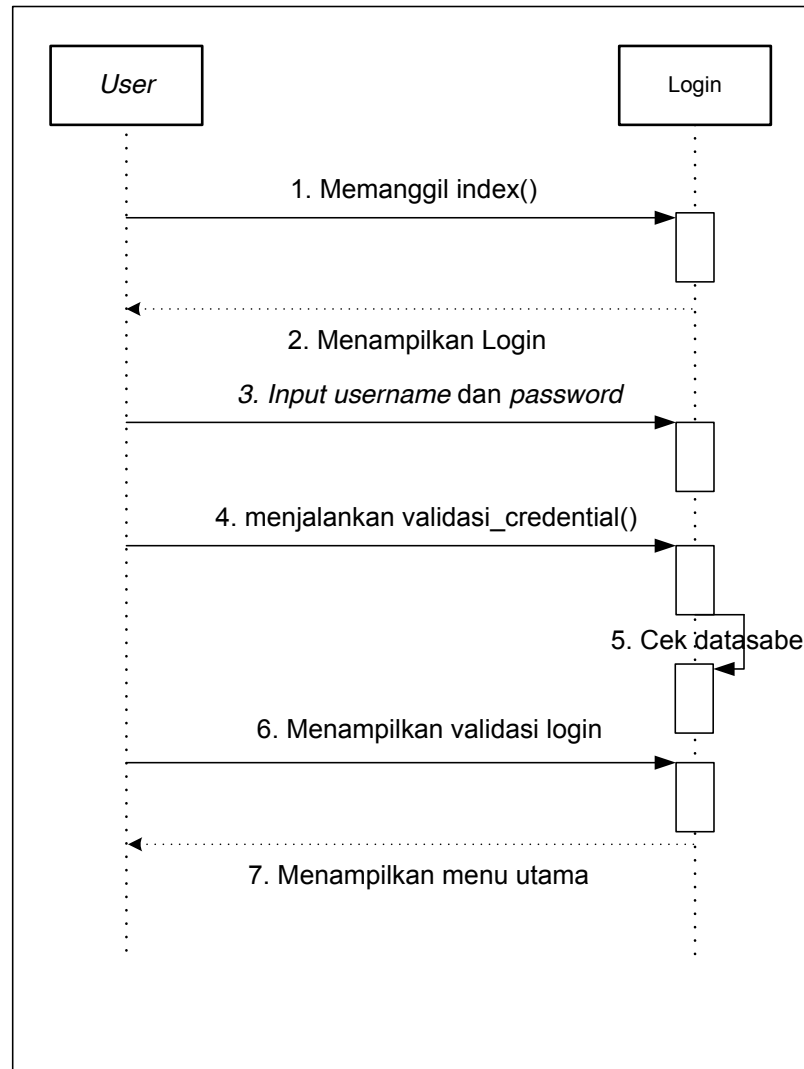 User
Login
1. Memanggil index()
2. Menampilkan Login
3. Input username dan password
4. menjalankan validasi_credential()
5. Cek datasabe
6. Menampilkan validasi login
7. Menampilkan menu utama